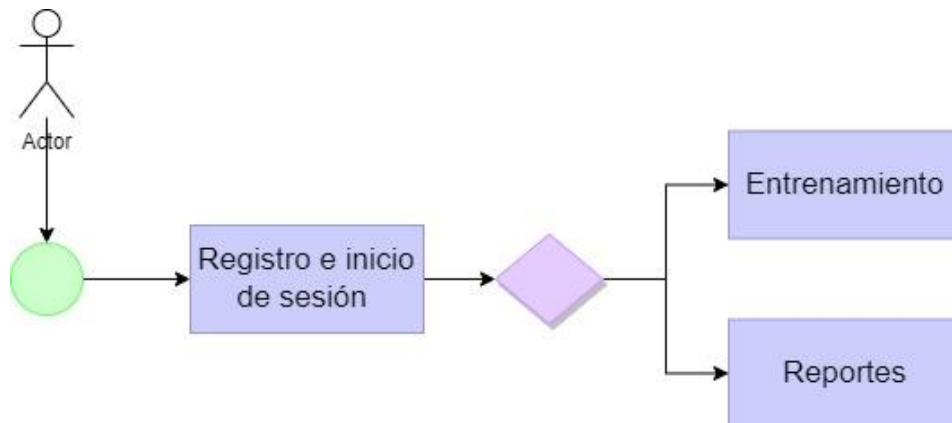 Actor
Registro e inicio
de sesión
Entrenamiento
Reportes